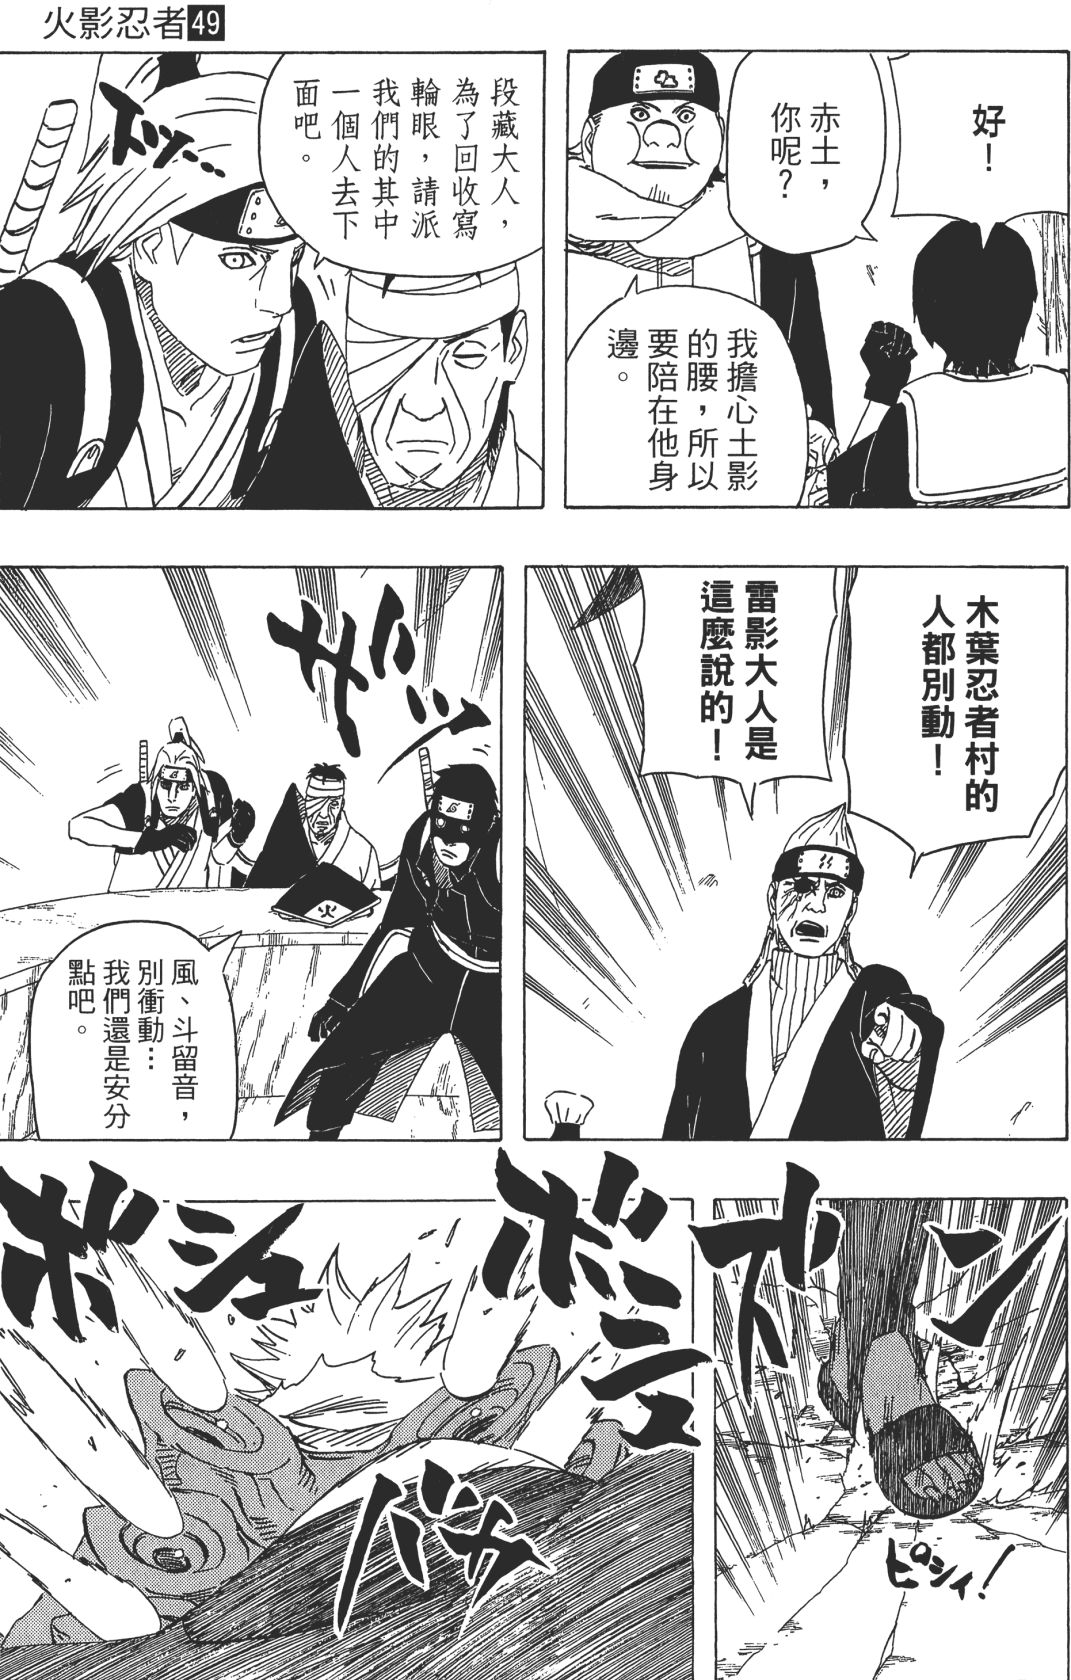 火影忍者49
好！
赤土，
你呢？
我擔心土影
的腰，所以
要陪在他身
邊。
段藏大人，
為了回收寫
輪眼，請派
我們的其中
一個人去下
面吧。
ドッ…
木葉忍者村的
人都別動！
雷影大人是
這麼說的！
ザッ
風、斗留音，
別衝動…
我們還是安分
點吧。
火
ズン
ピシィ！
ボシュ
ボシュ
バサ